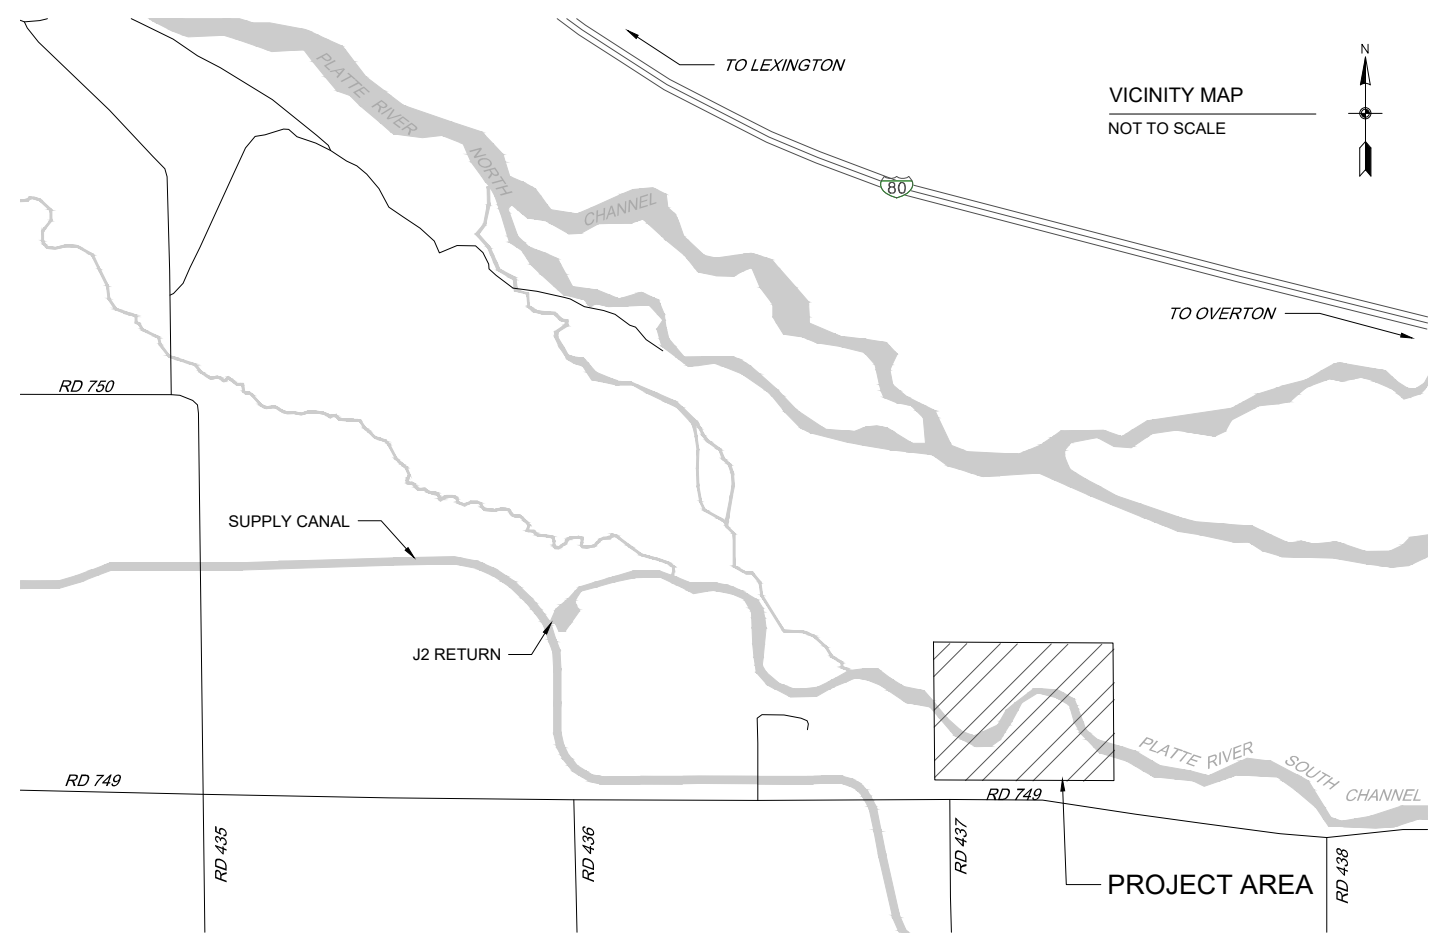 TO LEXINGTON
N
VICINITY MAP
NOT TO SCALE
PLATTE RIVER
NORTH
CHANNEL
80
TO OVERTON
RD 750
SUPPLY CANAL
J2 RETURN
PLATTE RIVER
SOUTH
CHANNEL
RD 749
RD 749
RD 435
RD 436
RD 437
RD 438
PROJECT AREA